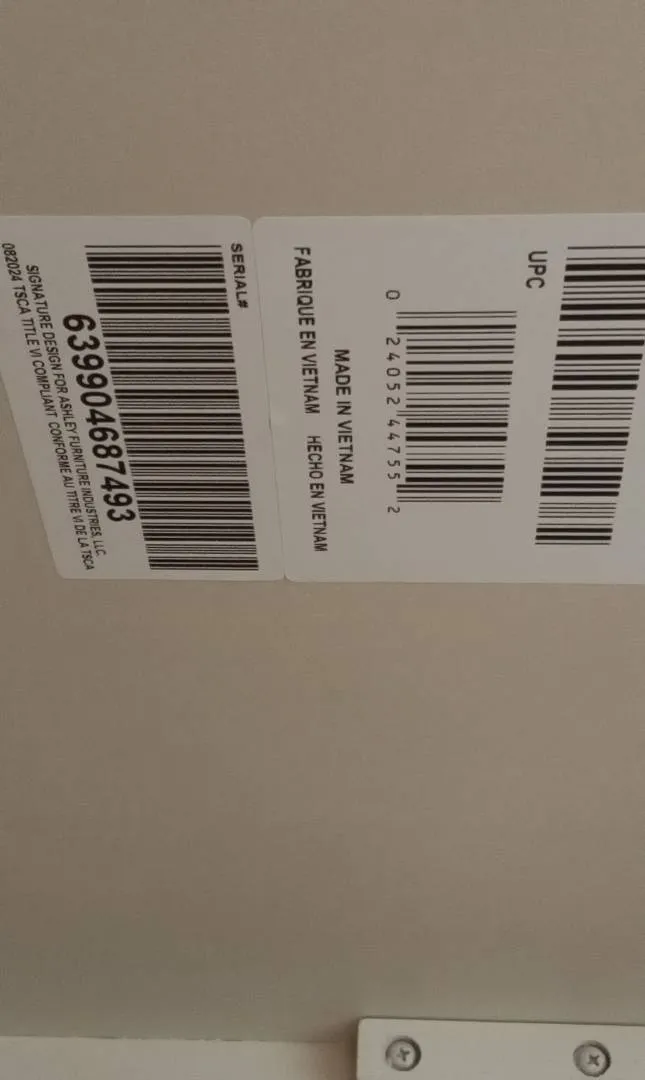 UPC
0 24052 44755 2
MADE IN VIETNAM
FABRIQUE EN VIETNAM HECHO EN VIETNAM
SERIAL#
639904687493
SIGNATURE DESIGN FOR ASHLEY FURNITURE INDUSTRIES, LLC.
082024 TSCA TITLE VI COMPLIANT CONFORME AU TITRE VI DE LA TSCA